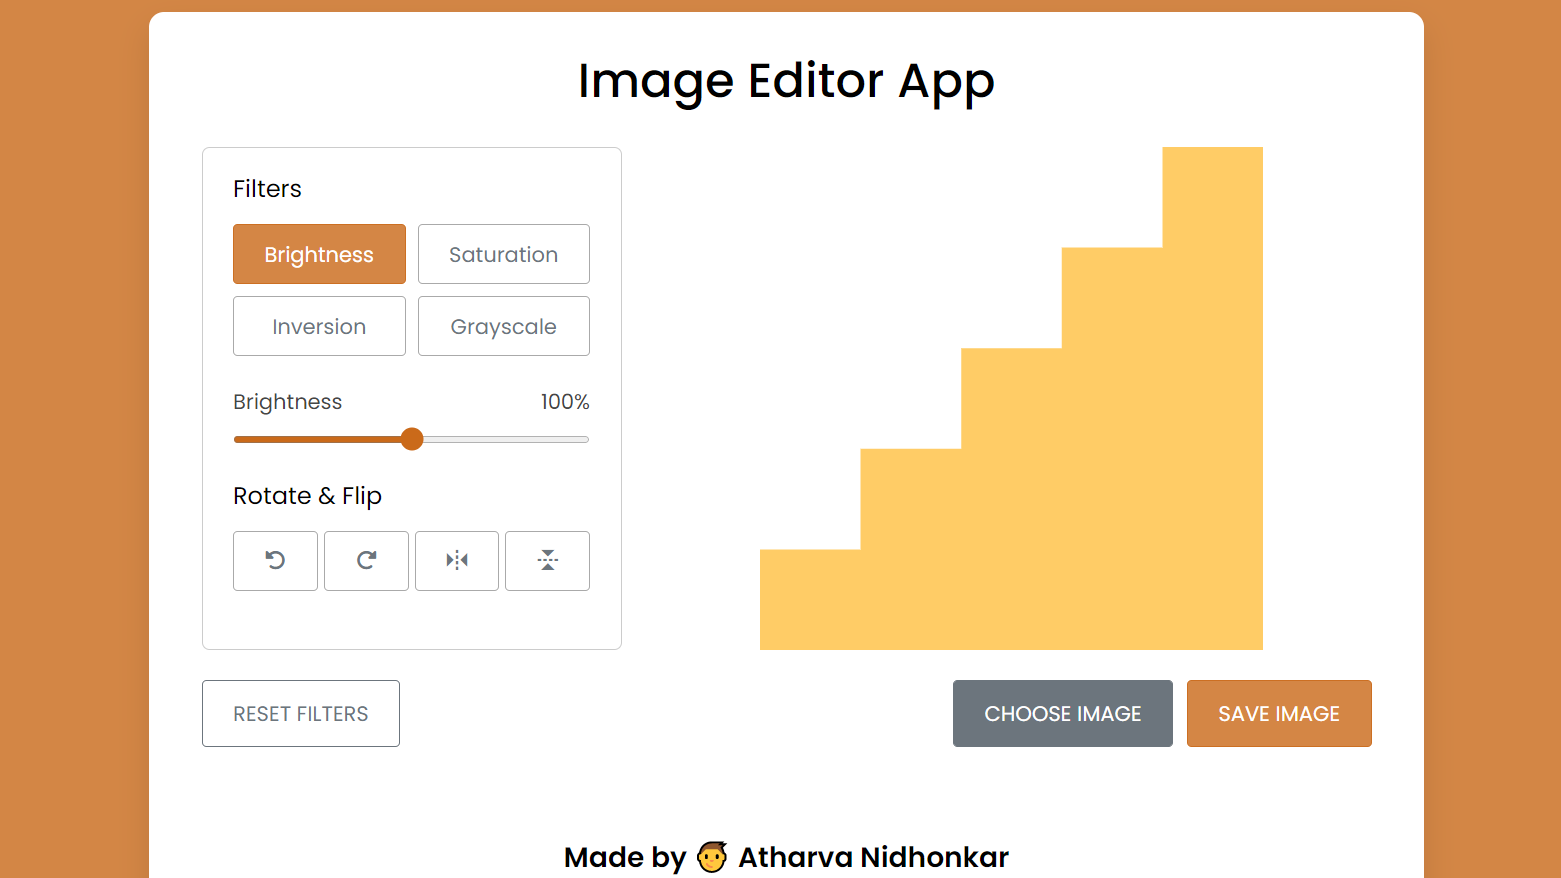 Image Editor App
Filters
Brightness
Saturation
Inversion
Grayscale
Brightness 100%
Rotate & Flip
RESET FILTERS
CHOOSE IMAGE
SAVE IMAGE
Made by Atharva Nidhonkar